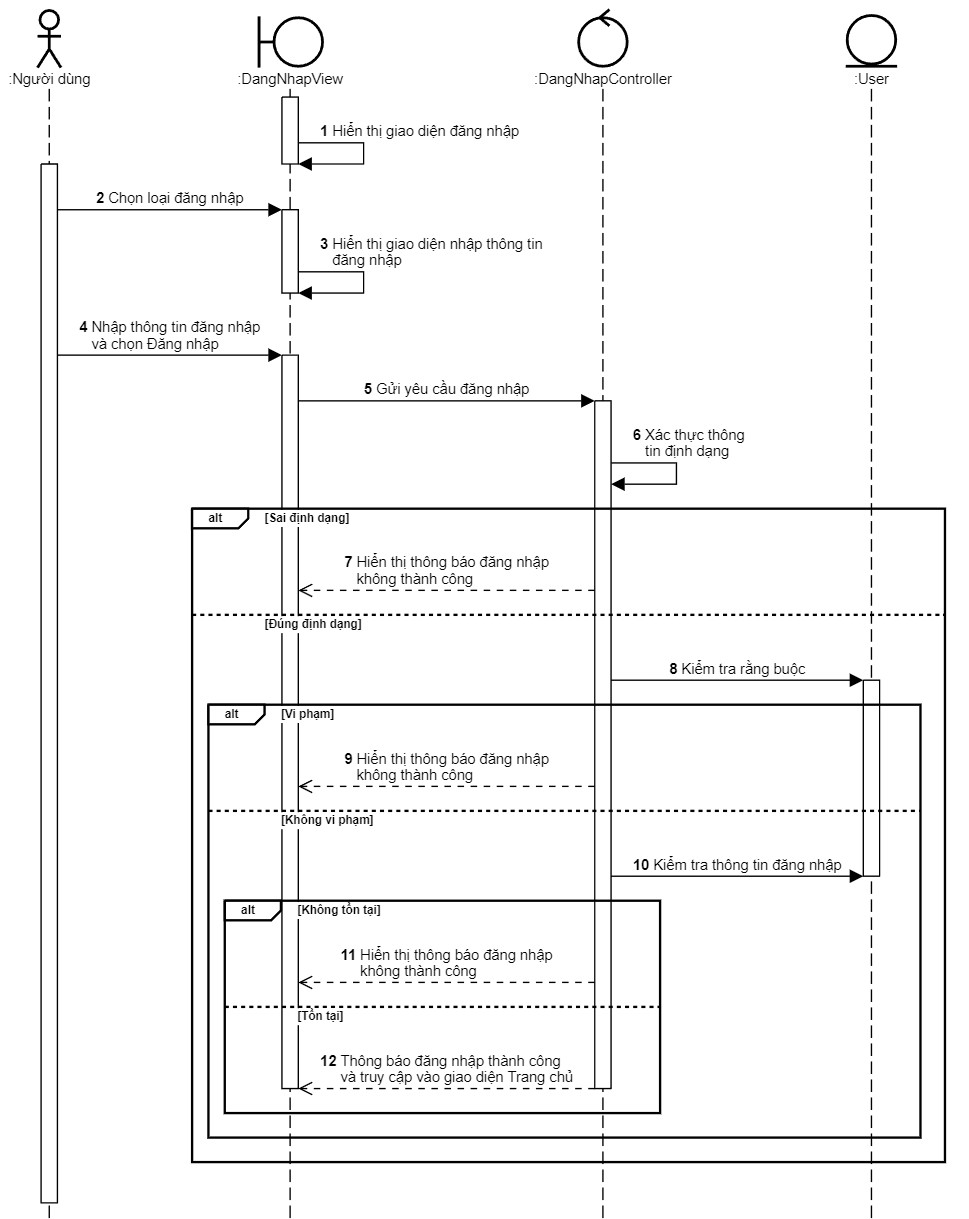 :Người dùng
:DangNhapView
:DangNhapController
:User
1 Hiển thị giao diện đăng nhập
2 Chọn loại đăng nhập
3 Hiển thị giao diện nhập thông tin
đăng nhập
4 Nhập thông tin đăng nhập
và chọn Đăng nhập
5 Gửi yêu cầu đăng nhập
6 Xác thực thông
tin định dạng
alt
[Sai định dạng]
7 Hiển thị thông báo đăng nhập
không thành công
[Đúng định dạng]
8 Kiểm tra rằng buộc
alt
[Vi phạm]
9 Hiển thị thông báo đăng nhập
không thành công
[Không vi phạm]
10 Kiểm tra thông tin đăng nhập
alt
[Không tồn tại]
11 Hiển thị thông báo đăng nhập
không thành công
[Tồn tại]
12 Thông báo đăng nhập thành công
và truy cập vào giao diện Trang chủ